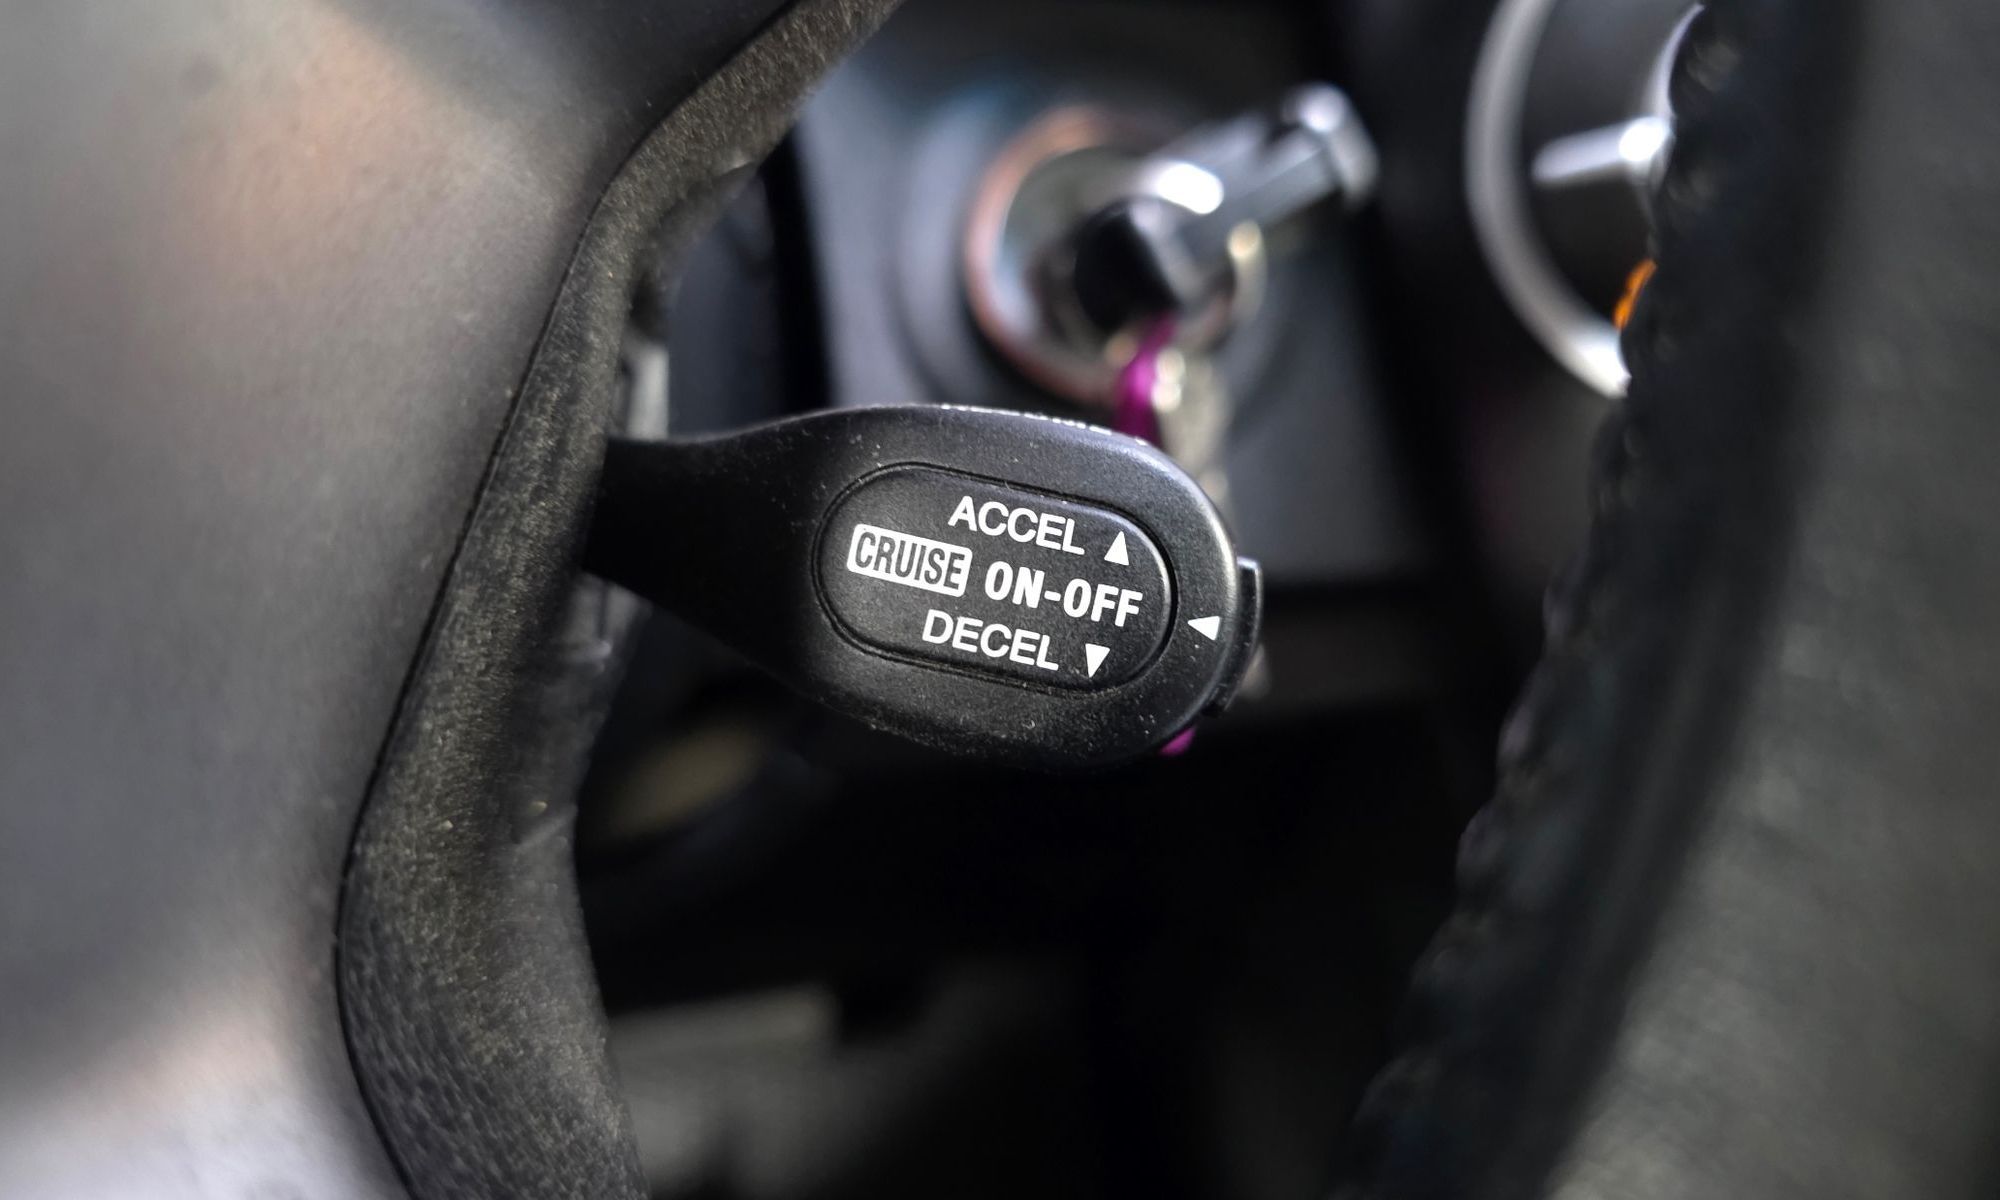 ACCEL ▲
CRUISE ON-OFF ◀
DECEL ▼